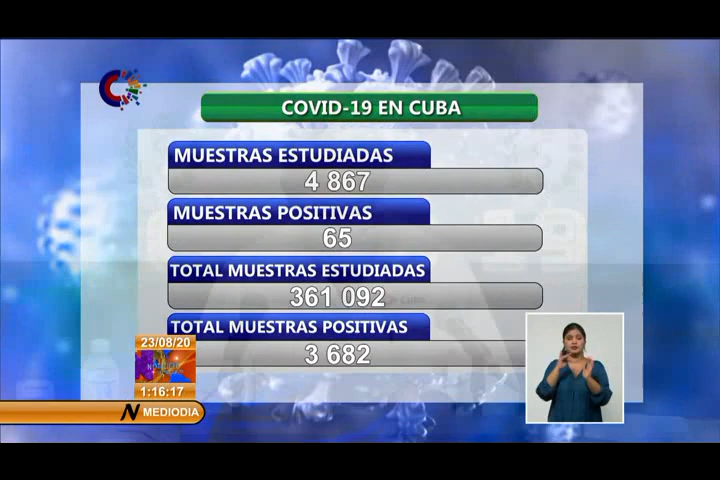 COVID-19 EN CUBA
MUESTRAS ESTUDIADAS
4 867
MUESTRAS POSITIVAS
65
TOTAL MUESTRAS ESTUDIADAS
361 092
TOTAL MUESTRAS POSITIVAS
3 682
23/08/20
1:16:17
N MEDIODIA